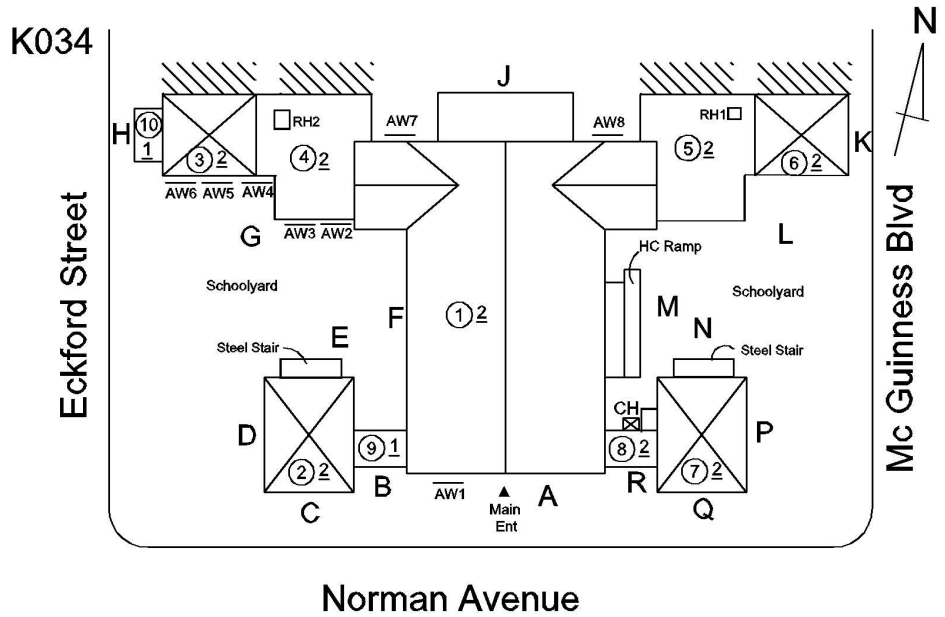 K034
N
J
AW7
AW8
RH2
RH1
H
10
1
3 2
4 2
5 2
6 2
K
AW6
AW5
AW4
AW3
AW2
G
L
HC Ramp
Schoolyard
Schoolyard
F
1 2
M
N
E
Steel Stair
Steel Stair
CH
D
P
9 1
8 2
2 2
7 2
B
R
C
Q
AW1
A
Main
Ent
Eckford Street
Mc Guinness Blvd
Norman Avenue